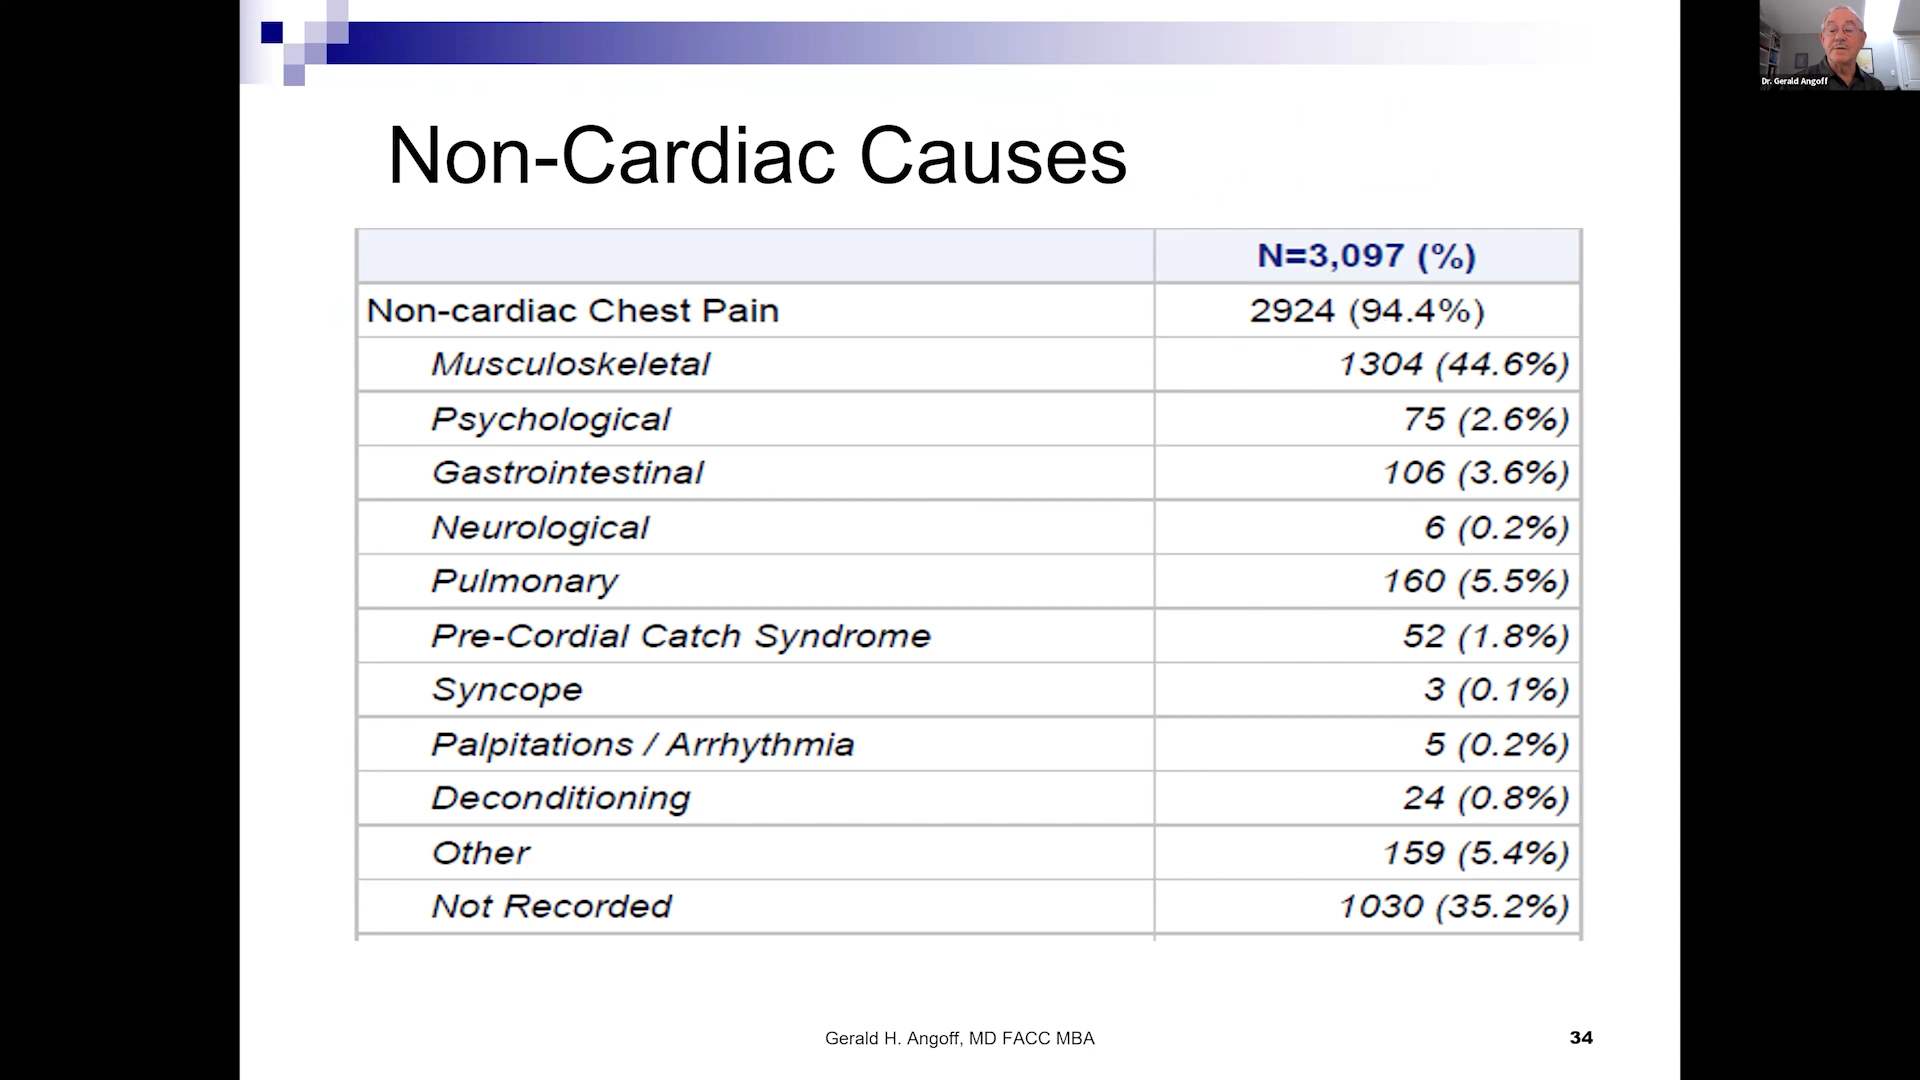 Dr. Gerald Angoff
Non-Cardiac Causes
N=3,097 (%)
Non-cardiac Chest Pain 2924 (94.4%)
Musculoskeletal 1304 (44.6%)
Psychological 75 (2.6%)
Gastrointestinal 106 (3.6%)
Neurological 6 (0.2%)
Pulmonary 160 (5.5%)
Pre-Cordial Catch Syndrome 52 (1.8%)
Syncope 3 (0.1%)
Palpitations / Arrhythmia 5 (0.2%)
Deconditioning 24 (0.8%)
Other 159 (5.4%)
Not Recorded 1030 (35.2%)
Gerald H. Angoff, MD FACC MBA 34